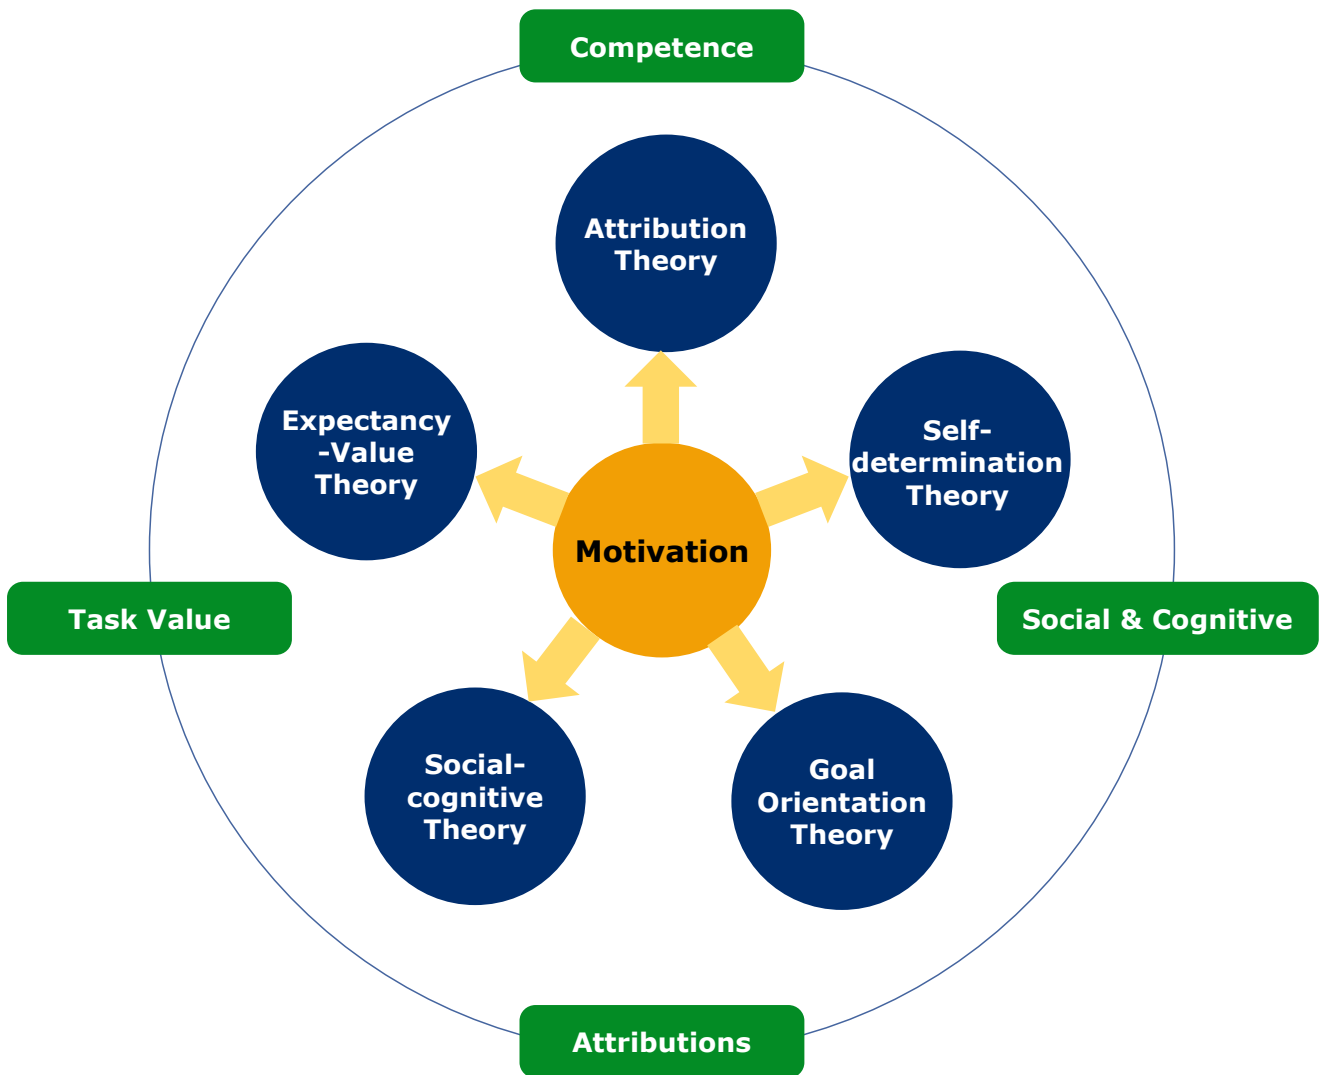 Competence
Attribution
Theory
Expectancy
-Value
Theory
Self-
determination
Theory
Motivation
Task Value
Social & Cognitive
Social-
cognitive
Theory
Goal
Orientation
Theory
Attributions